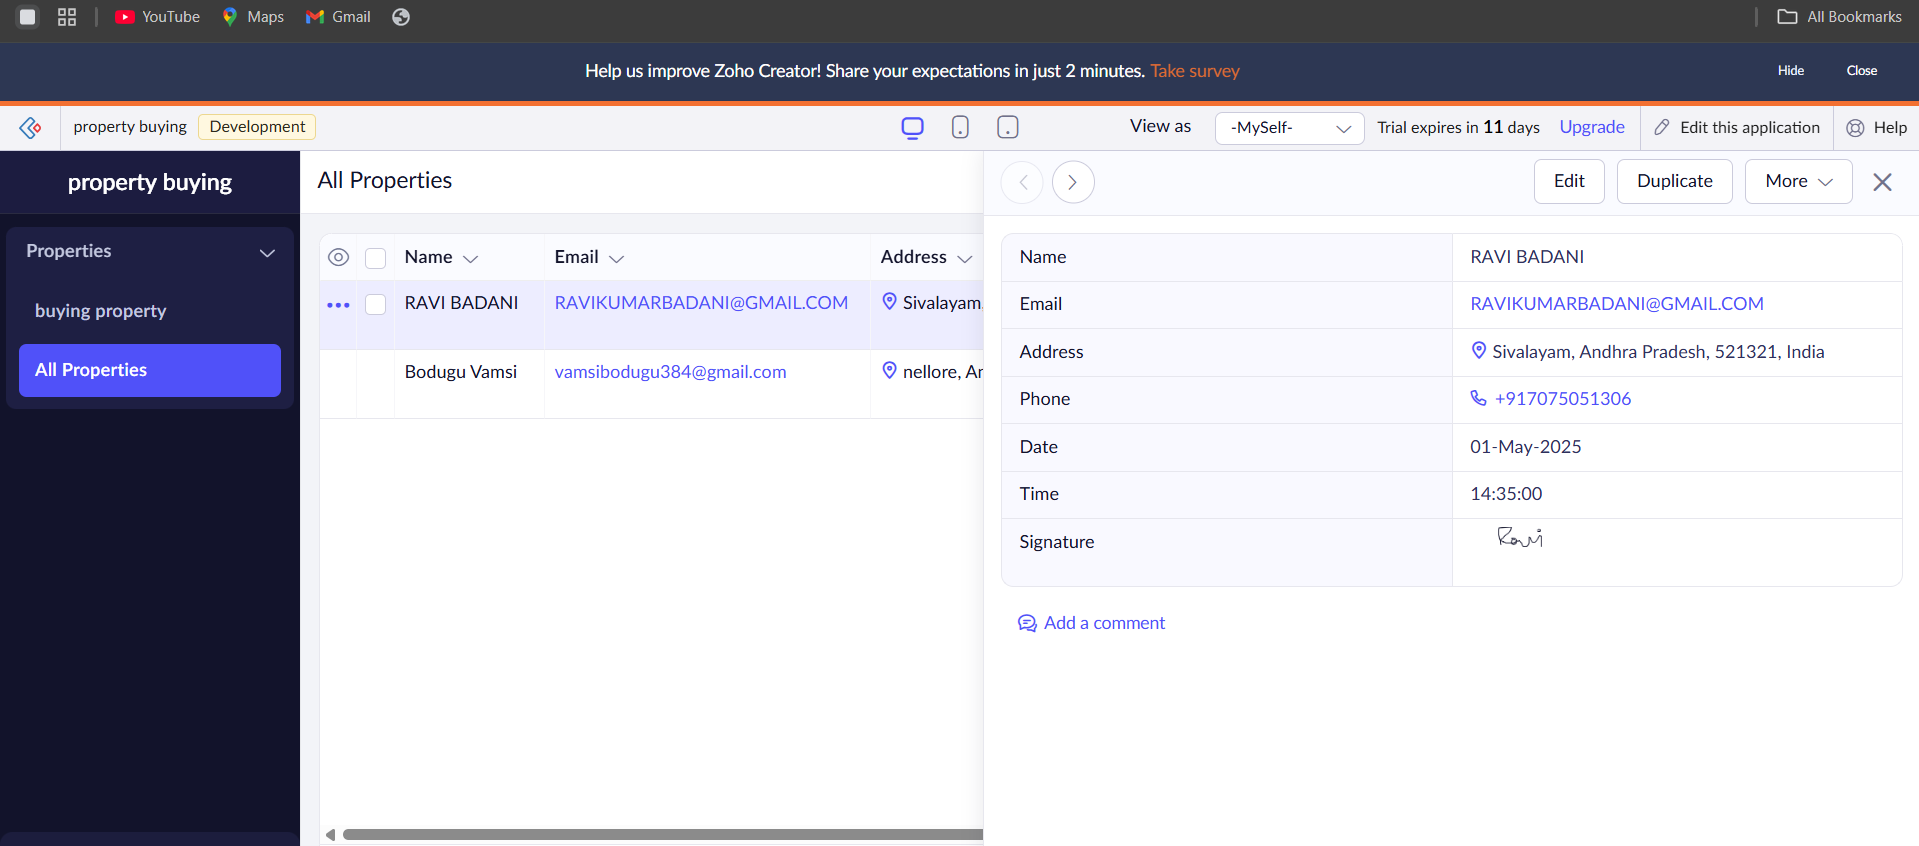 YouTube Maps Gmail All Bookmarks
Help us improve Zoho Creator! Share your expectations in just 2 minutes. Take survey Hide Close
property buying Development View as -MySelf- Trial expires in 11 days Upgrade Edit this application Help
property buying
Properties
buying property
All Properties
All Properties
Name Email Address
RAVI BADANI RAVIKUMARBADANI@GMAIL.COM Sivalayam,
Bodugu Vamsi vamsibodugu384@gmail.com nellore, An
Edit Duplicate More
Name RAVI BADANI
Email RAVIKUMARBADANI@GMAIL.COM
Address Sivalayam, Andhra Pradesh, 521321, India
Phone +917075051306
Date 01-May-2025
Time 14:35:00
Signature Ravi
Add a comment